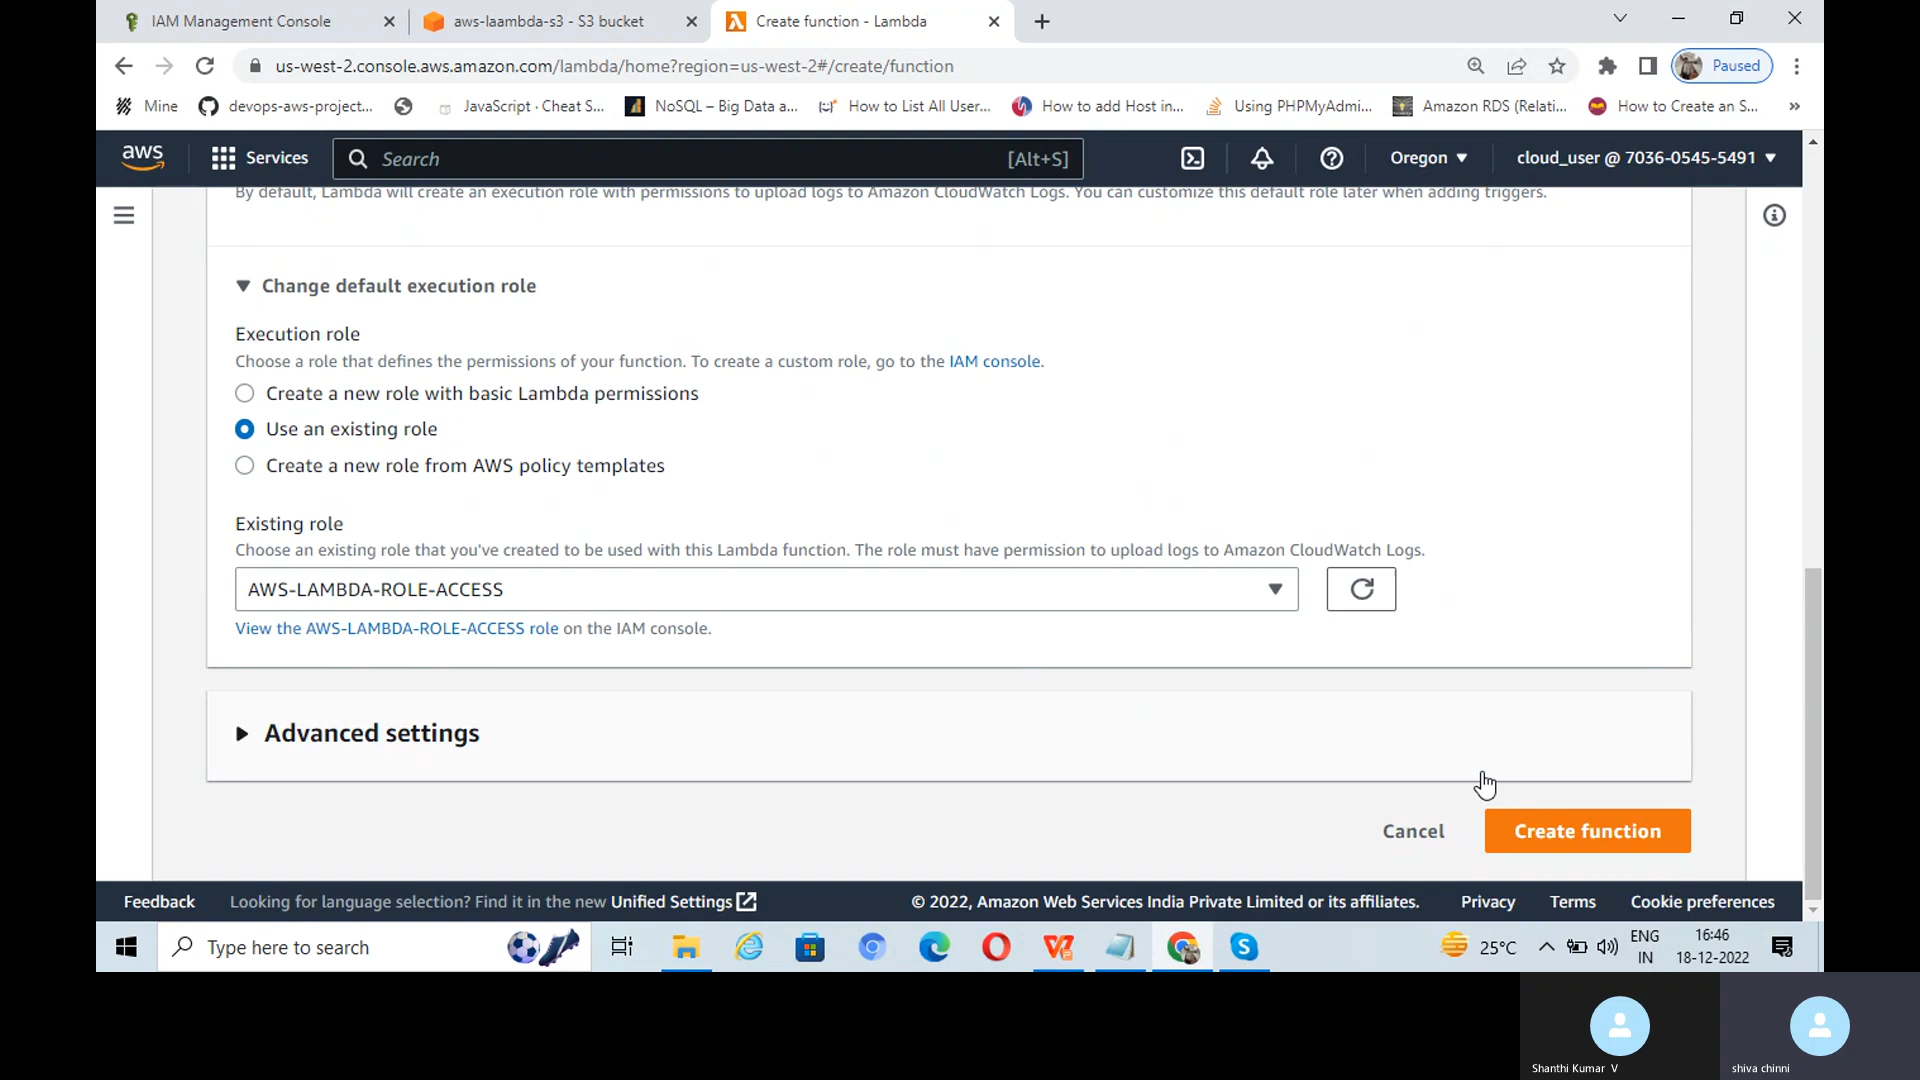 IAM Management Console
aws-laambda-s3 - S3 bucket
Create function - Lambda
us-west-2.console.aws.amazon.com/lambda/home?region=us-west-2#/create/function
Paused
Mine
devops-aws-project...
JavaScript · Cheat S...
NoSQL – Big Data a...
How to List All User...
How to add Host in...
Using PHPMyAdmi...
Amazon RDS (Relati...
How to Create an S...
»
aws
Services
Search
[Alt+S]
Oregon
cloud_user @ 7036-0545-5491
By default, Lambda will create an execution role with permissions to upload logs to Amazon CloudWatch Logs. You can customize this default role later when adding triggers.
Change default execution role
Execution role
Choose a role that defines the permissions of your function. To create a custom role, go to the IAM console.
Create a new role with basic Lambda permissions
Use an existing role
Create a new role from AWS policy templates
Existing role
Choose an existing role that you've created to be used with this Lambda function. The role must have permission to upload logs to Amazon CloudWatch Logs.
AWS-LAMBDA-ROLE-ACCESS
View the AWS-LAMBDA-ROLE-ACCESS role on the IAM console.
Advanced settings
Cancel
Create function
Feedback
Looking for language selection? Find it in the new Unified Settings
© 2022, Amazon Web Services India Private Limited or its affiliates.
Privacy
Terms
Cookie preferences
Type here to search
25°C
ENG
IN
16:46
18-12-2022
Shanthi Kumar V
shiva chinni